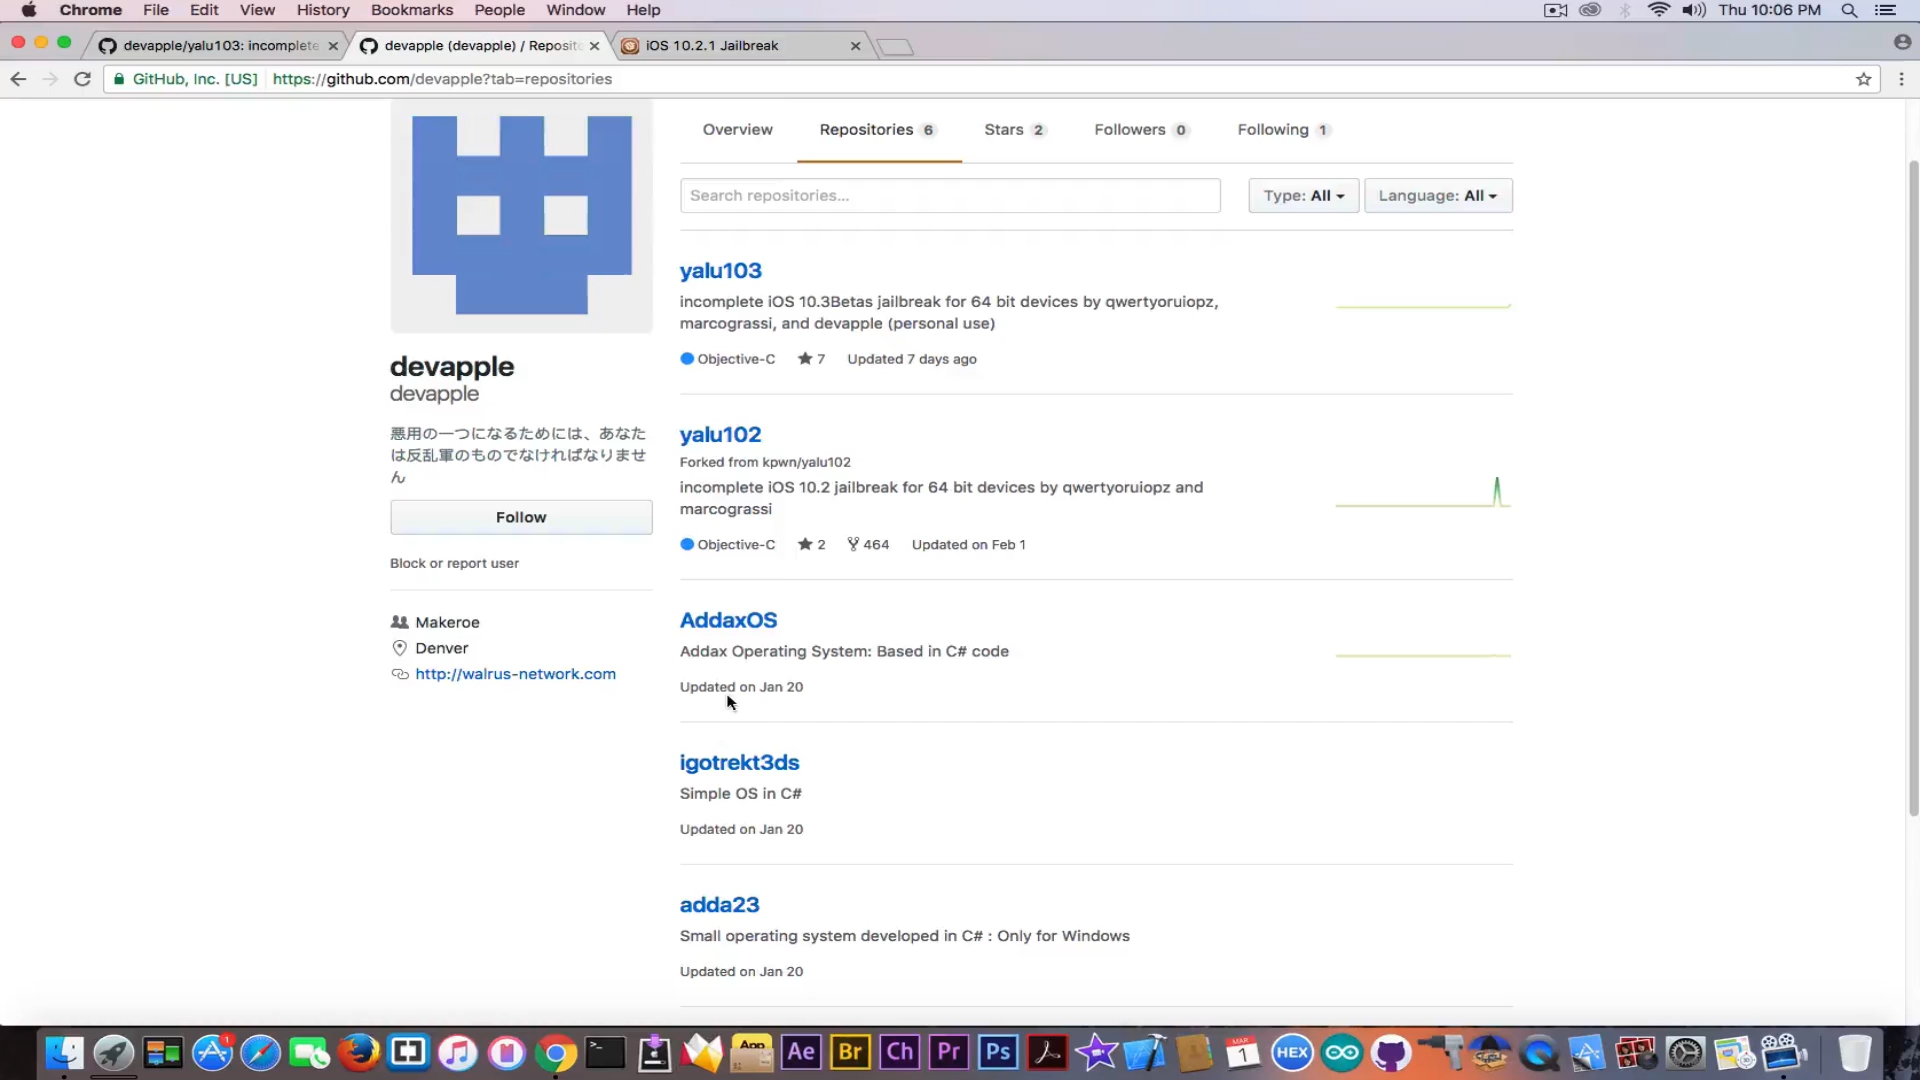 Chrome File Edit View History Bookmarks People Window Help Thu 10:06 PM
devapple/yalu103: incomplete devapple (devapple) / Reposit iOS 10.2.1 Jailbreak
GitHub, Inc. [US] https://github.com/devapple?tab=repositories
Overview Repositories 6 Stars 2 Followers 0 Following 1
Search repositories... Type: All Language: All
devapple
devapple
悪用の一つになるためには、あなた
は反乱軍のものでなければなりませ
ん
Follow
Block or report user
Makeroe
Denver
http://walrus-network.com
yalu103
incomplete iOS 10.3Betas jailbreak for 64 bit devices by qwertyoruiopz,
marcograssi, and devapple (personal use)
Objective-C 7 Updated 7 days ago
yalu102
Forked from kpwn/yalu102
incomplete iOS 10.2 jailbreak for 64 bit devices by qwertyoruiopz and
marcograssi
Objective-C 2 464 Updated on Feb 1
AddaxOS
Addax Operating System: Based in C# code
Updated on Jan 20
igotrekt3ds
Simple OS in C#
Updated on Jan 20
adda23
Small operating system developed in C# : Only for Windows
Updated on Jan 20
1 App Ae Br Ch Pr Ps MAR 1 HEX